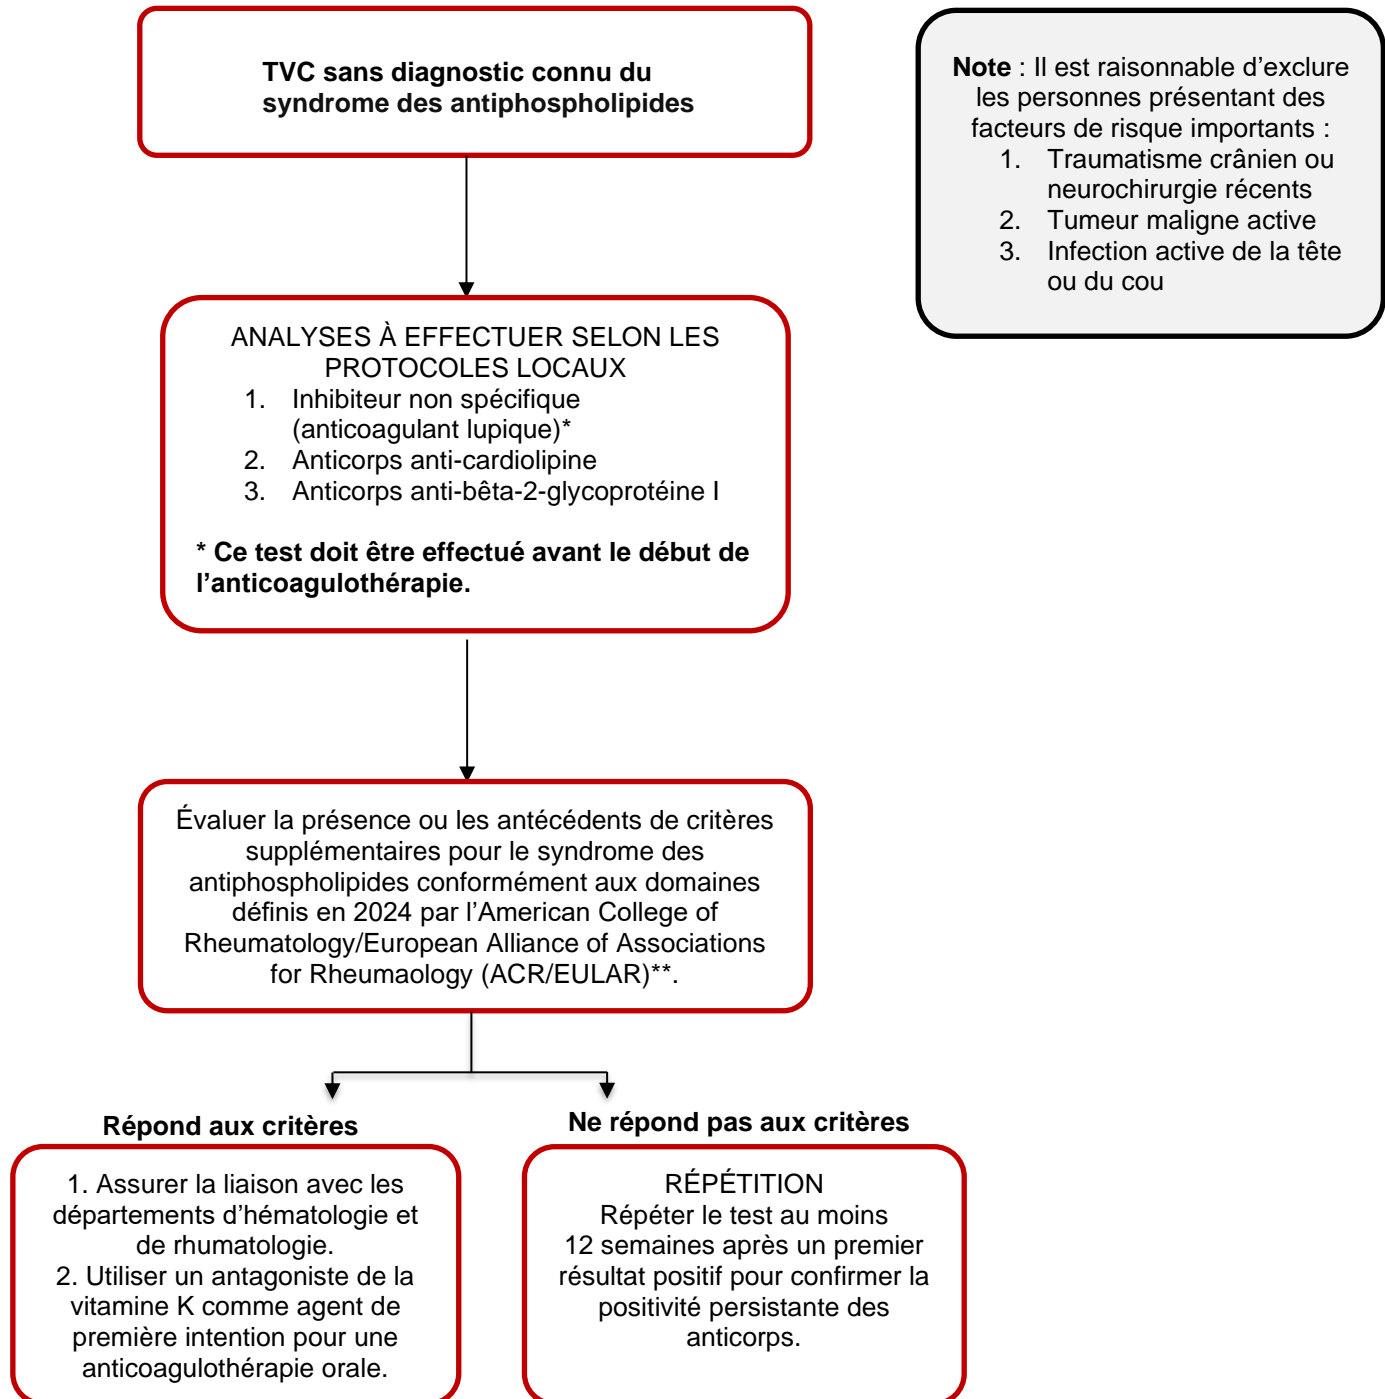 TVC sans diagnostic connu du
syndrome des antiphospholipides
Note : Il est raisonnable d’exclure
les personnes présentant des
facteurs de risque importants :
1. Traumatisme crânien ou
neurochirurgie récents
2. Tumeur maligne active
3. Infection active de la tête
ou du cou
ANALYSES À EFFECTUER SELON LES
PROTOCOLES LOCAUX
1. Inhibiteur non spécifique
(anticoagulant lupique)*
2. Anticorps anti-cardiolipine
3. Anticorps anti-bêta-2-glycoprotéine I
* Ce test doit être effectué avant le début de
l’anticoagulothérapie.
Évaluer la présence ou les antécédents de critères
supplémentaires pour le syndrome des
antiphospholipides conformément aux domaines
définis en 2024 par l’American College of
Rheumatology/European Alliance of Associations
for Rheumaology (ACR/EULAR)**.
Répond aux critères
1. Assurer la liaison avec les
départements d’hématologie et
de rhumatologie.
2. Utiliser un antagoniste de la
vitamine K comme agent de
première intention pour une
anticoagulothérapie orale.
Ne répond pas aux critères
RÉPÉTITION
Répéter le test au moins
12 semaines après un premier
résultat positif pour confirmer la
positivité persistante des
anticorps.